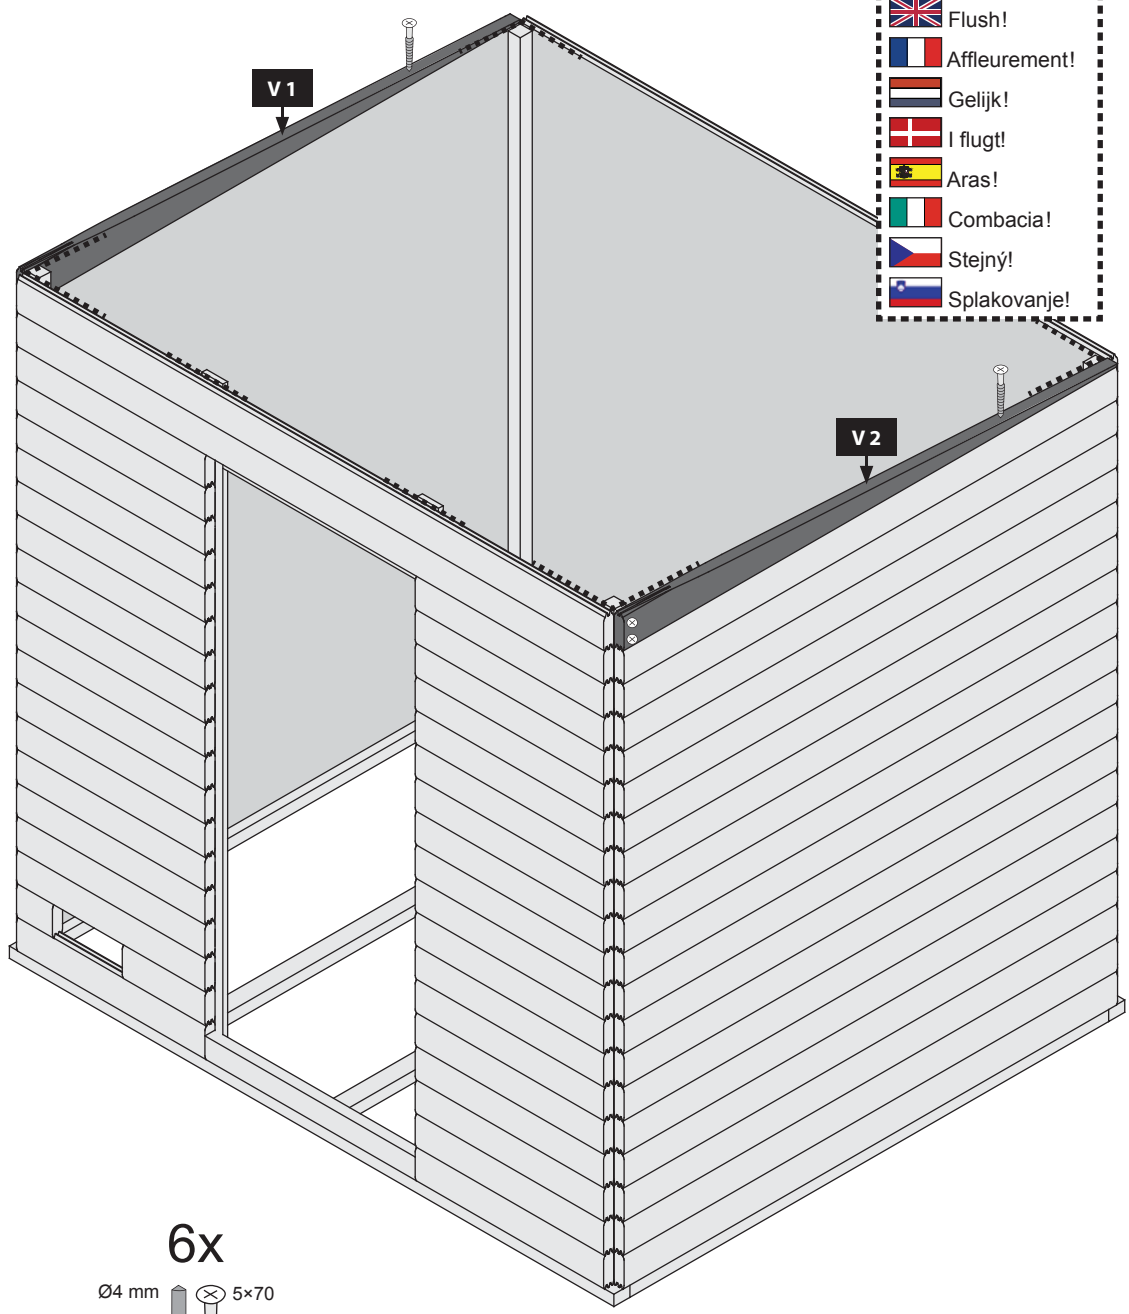 Flush!
Affleurement!
Gelijk!
I flugt!
Aras!
Combacia!
Stejný!
Splakovanje!
V 1
V 2
6x
Ø4 mm 5×70